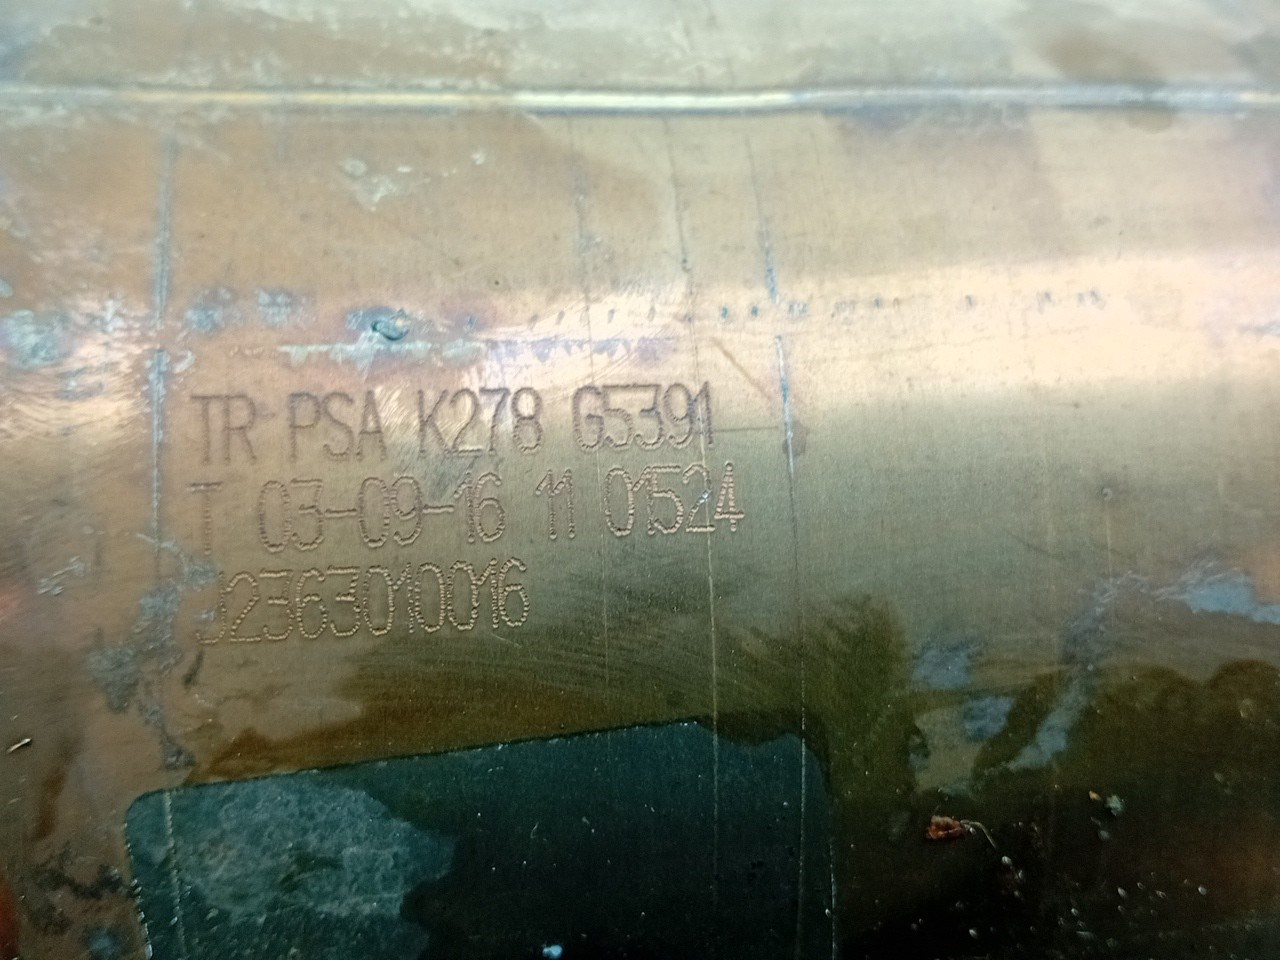 TR PSA K278 G5391
T 03-09-16 11 01524
J2363010016